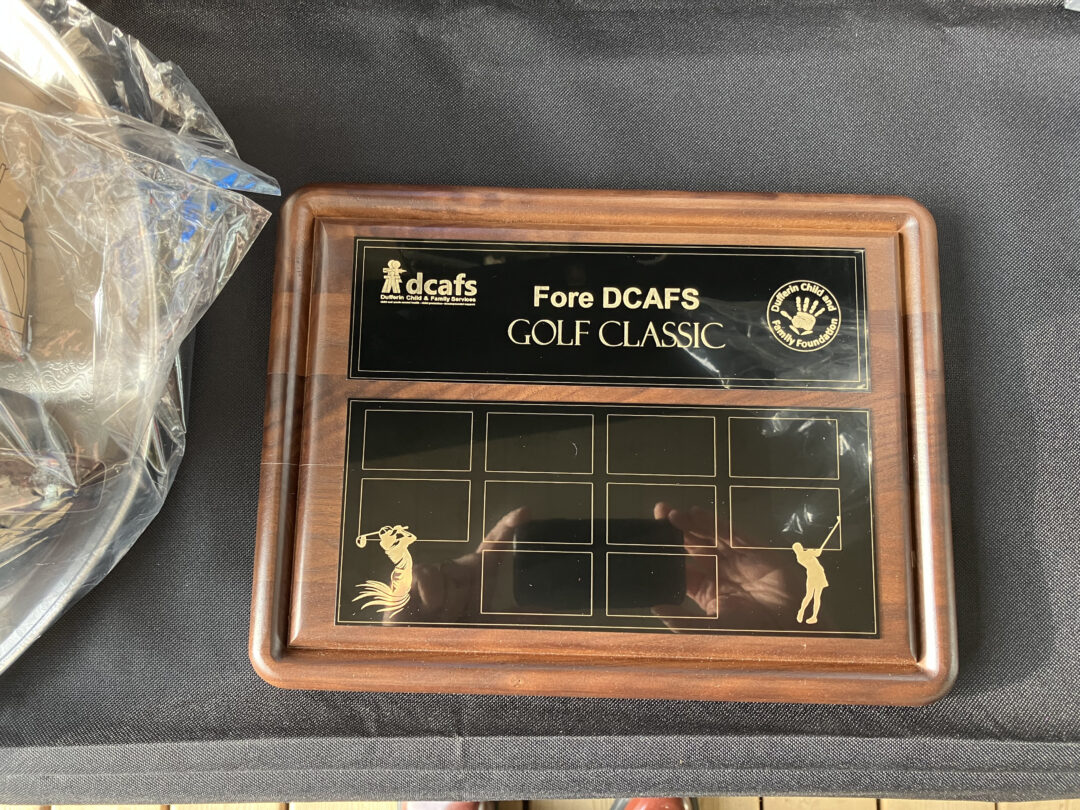 dcafs
Dufferin Child & Family Services
Fore DCAFS
GOLF CLASSIC
Dufferin Child and
Family Foundation